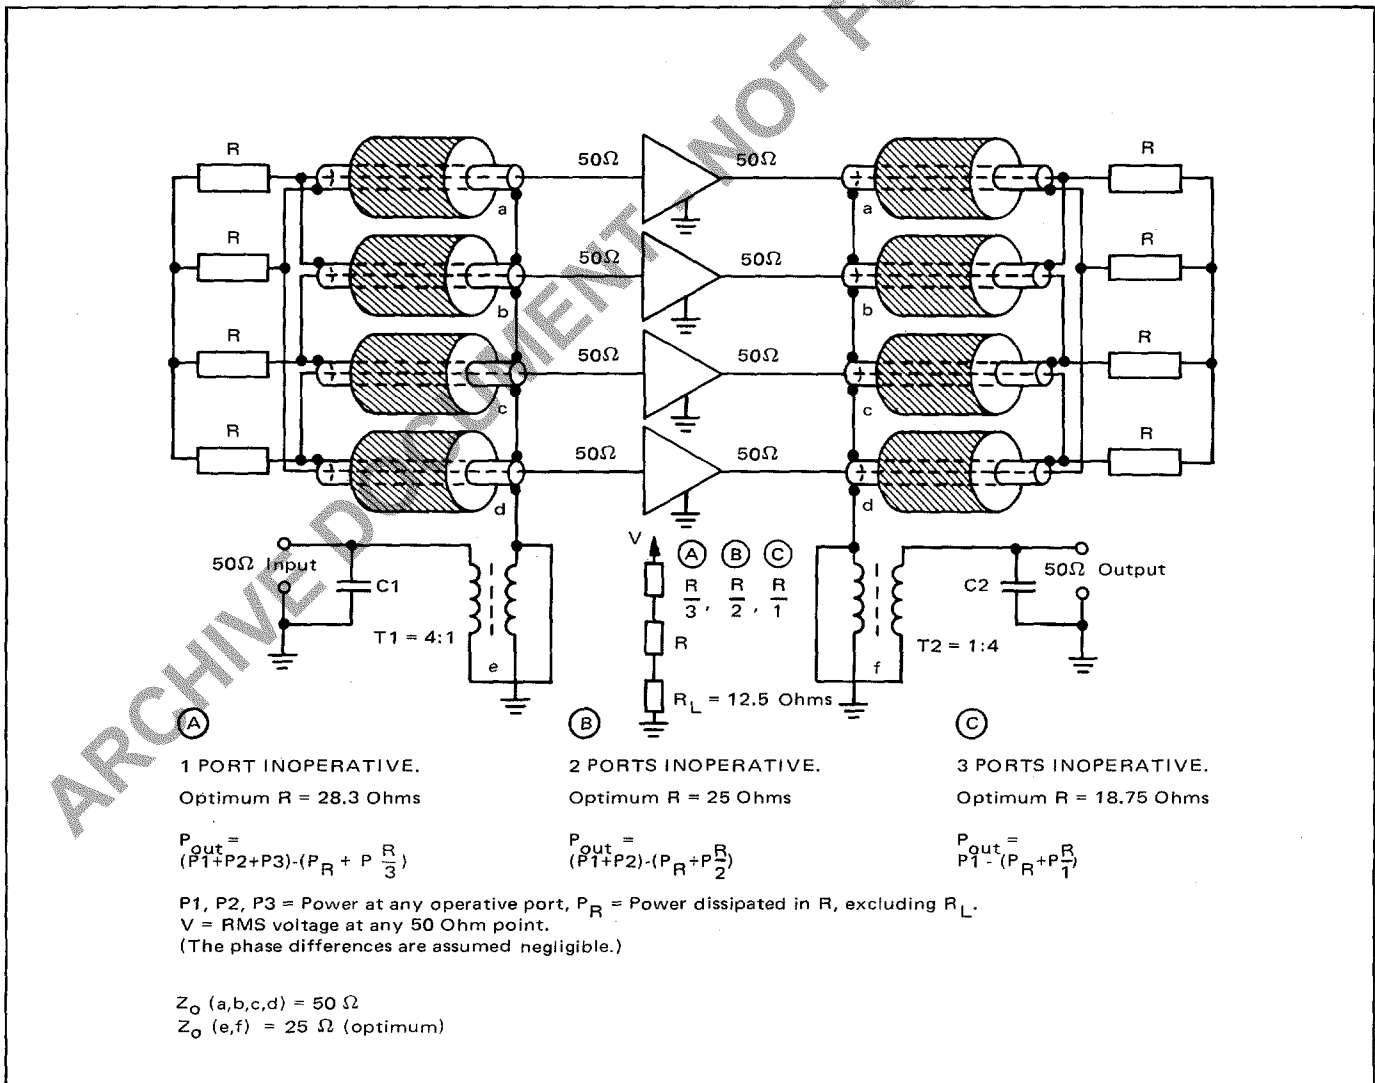 ARCHIVE DOCUMENT - NOT F
R
50Ω
50Ω
R
a
a
R
50Ω
50Ω
R
b
b
R
50Ω
50Ω
R
c
c
R
50Ω
50Ω
R
d
d
50Ω Input
C1
T1 = 4:1
e
V
A B C
R/3, R/2, R/1
R
R_L = 12.5 Ohms
f
T2 = 1:4
C2
50Ω Output
A
1 PORT INOPERATIVE.
Optimum R = 28.3 Ohms
P_out =
(P1+P2+P3)-(P_R + P R/3)
B
2 PORTS INOPERATIVE.
Optimum R = 25 Ohms
P_out =
(P1+P2)-(P_R+P R/2)
C
3 PORTS INOPERATIVE.
Optimum R = 18.75 Ohms
P_out =
P1 - (P_R+P R/1)
P1, P2, P3 = Power at any operative port, P_R = Power dissipated in R, excluding R_L.
V = RMS voltage at any 50 Ohm point.
(The phase differences are assumed negligible.)
Z_o (a,b,c,d) = 50 Ω
Z_o (e,f) = 25 Ω (optimum)